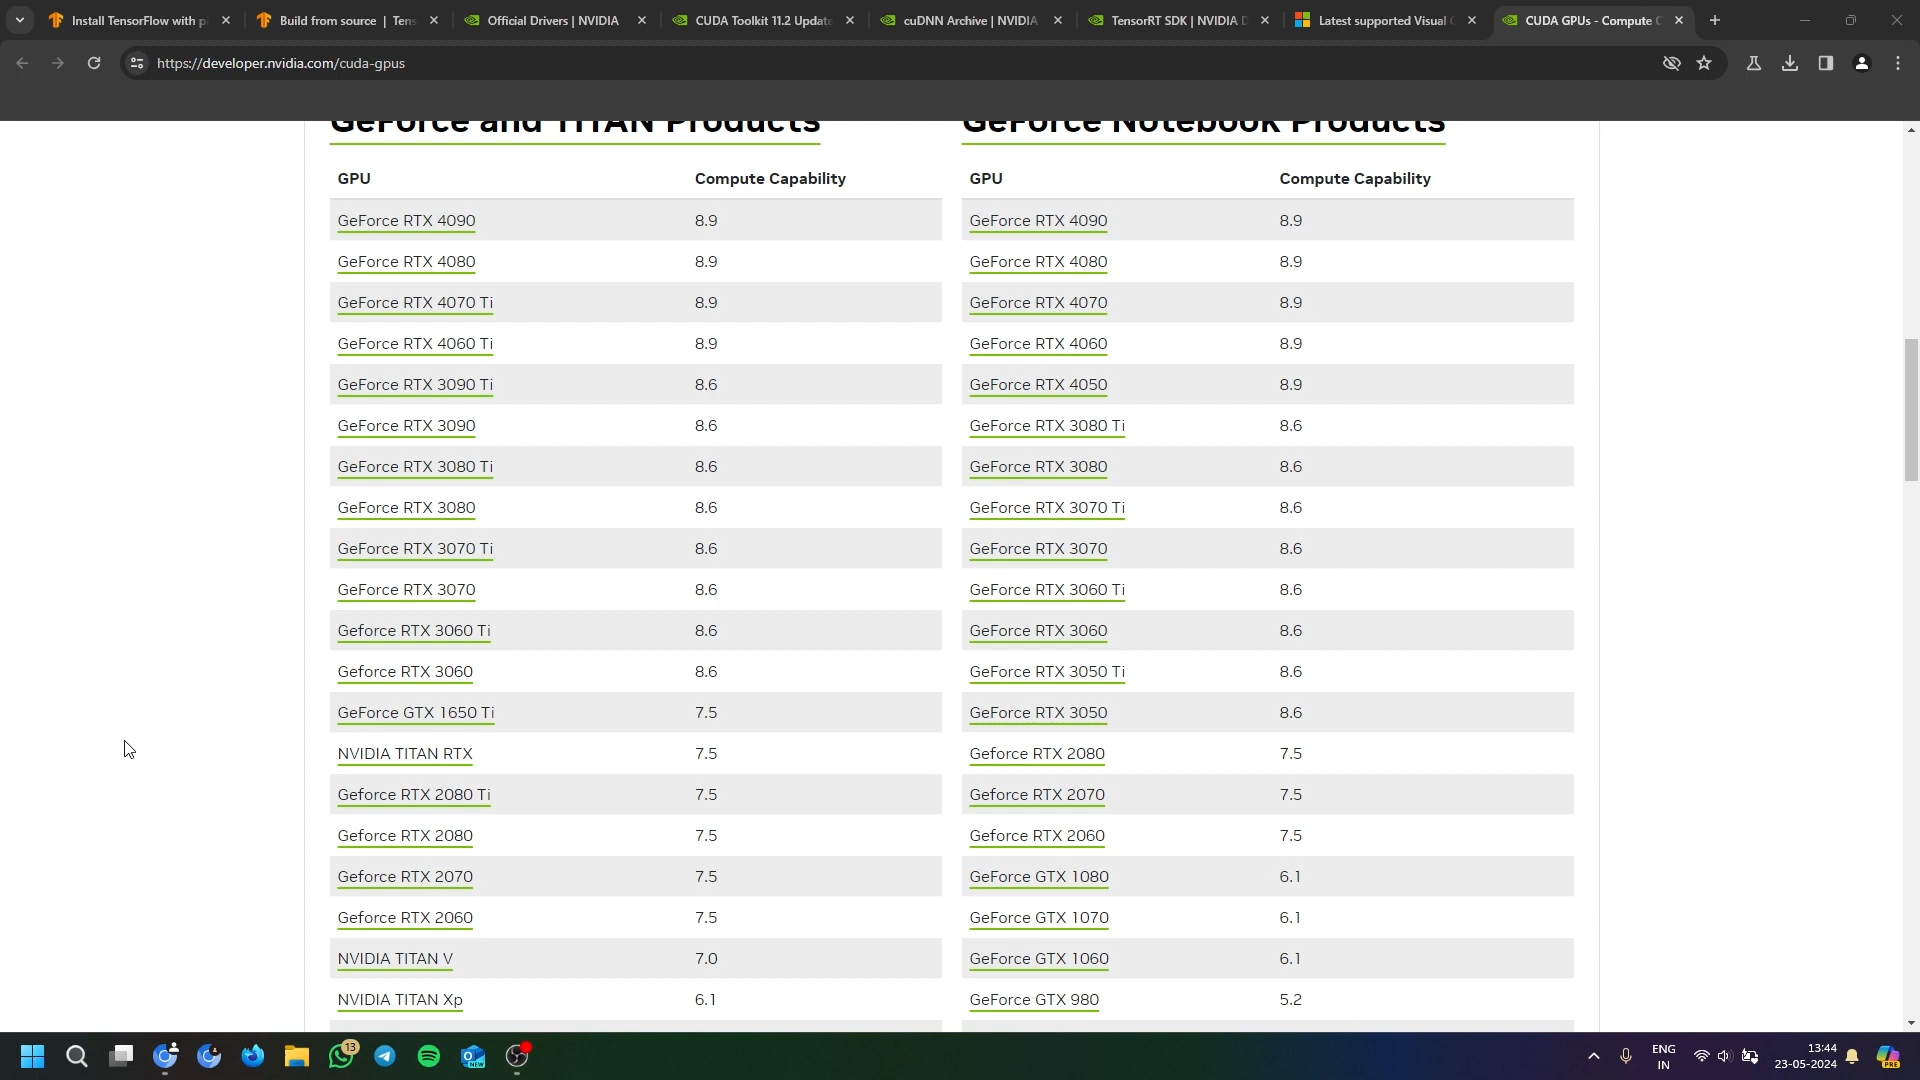 Install TensorFlow with p
Build from source | Tens
Official Drivers | NVIDIA
CUDA Toolkit 11.2 Update
cuDNN Archive | NVIDIA
TensorRT SDK | NVIDIA D
Latest supported Visual C
CUDA GPUs - Compute C
https://developer.nvidia.com/cuda-gpus
GeForce and TITAN Products
GeForce Notebook Products
GPU Compute Capability
GeForce RTX 4090 8.9
GeForce RTX 4080 8.9
GeForce RTX 4070 Ti 8.9
GeForce RTX 4060 Ti 8.9
GeForce RTX 3090 Ti 8.6
GeForce RTX 3090 8.6
GeForce RTX 3080 Ti 8.6
GeForce RTX 3080 8.6
GeForce RTX 3070 Ti 8.6
GeForce RTX 3070 8.6
Geforce RTX 3060 Ti 8.6
Geforce RTX 3060 8.6
GeForce GTX 1650 Ti 7.5
NVIDIA TITAN RTX 7.5
Geforce RTX 2080 Ti 7.5
Geforce RTX 2080 7.5
Geforce RTX 2070 7.5
Geforce RTX 2060 7.5
NVIDIA TITAN V 7.0
NVIDIA TITAN Xp 6.1
GPU Compute Capability
GeForce RTX 4090 8.9
GeForce RTX 4080 8.9
GeForce RTX 4070 8.9
GeForce RTX 4060 8.9
GeForce RTX 4050 8.9
GeForce RTX 3080 Ti 8.6
GeForce RTX 3080 8.6
GeForce RTX 3070 Ti 8.6
GeForce RTX 3070 8.6
GeForce RTX 3060 Ti 8.6
GeForce RTX 3060 8.6
GeForce RTX 3050 Ti 8.6
GeForce RTX 3050 8.6
Geforce RTX 2080 7.5
Geforce RTX 2070 7.5
Geforce RTX 2060 7.5
GeForce GTX 1080 6.1
GeForce GTX 1070 6.1
GeForce GTX 1060 6.1
GeForce GTX 980 5.2
13
NEW
ENG
IN
13:44
23-05-2024
PRE